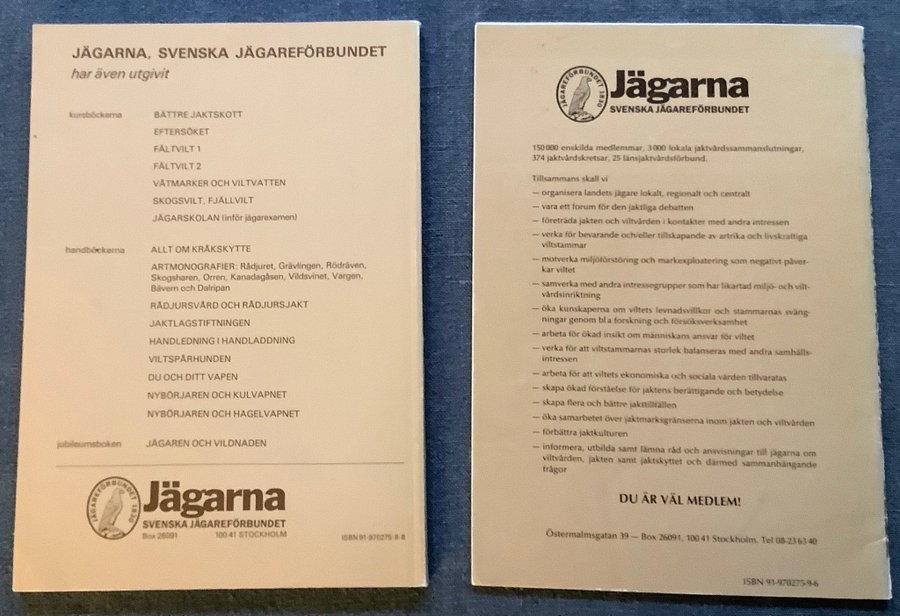 JÄGARNA, SVENSKA JÄGAREFÖRBUNDET
har även utgivit
kursböckerna BÄTTRE JAKTSKOTT
EFTERSÖKET
FÄLTVILT 1
FÄLTVILT 2
VÅTMARKER OCH VILTVATTEN
SKOGSVILT, FJÄLLVILT
JÄGARSKOLAN (inför jägarexamen)
handböckerna ALLT OM KRÅKSKYTTE
ARTMONOGRAFIER: Rådjuret, Grävlingen, Rödräven,
Skogsharen, Orren, Kanadagåsen, Vildsvinet, Vargen,
Bävern och Dalripan
RÅDJURSVÅRD OCH RÅDJURSJAKT
JAKTLAGSTIFTNINGEN
HANDLEDNING I HANDLADDNING
VILTSPÅRHUNDEN
DU OCH DITT VAPEN
NYBÖRJAREN OCH KULVAPNET
NYBÖRJAREN OCH HAGELVAPNET
jubileumsboken JÄGAREN OCH VILDNADEN
JÄGAREFÖRBUNDET 1830
Jägarna
SVENSKA JÄGAREFÖRBUNDET
Box 26091 100 41 STOCKHOLM
ISBN 91-970275-8-8
JÄGAREFÖRBUNDET 1830
Jägarna
SVENSKA JÄGAREFÖRBUNDET
150 000 enskilda medlemmar, 3 000 lokala jaktvårdssammanslutningar,
374 jaktvårdskretsar, 25 länsjaktvårdsförbund.
Tillsammans skall vi
— organisera landets jägare lokalt, regionalt och centralt
— vara ett forum för den jaktliga debatten
— företräda jakten och viltvården i kontakter med andra intressen
— verka för bevarande och/eller tillskapande av artrika och livskraftiga
viltstammar
— motverka miljöförstöring och markexploatering som negativt påver-
kar viltet
— samverka med andra intressegrupper som har likartad miljö- och vilt-
vårdsinriktning
— öka kunskaperna om viltets levnadsvillkor och stammarnas sväng-
ningar genom bl a forskning och försöksverksamhet
— arbeta för ökad insikt om människans ansvar för viltet
— verka för att viltstammarnas storlek balanseras med andra samhälls-
intressen
— arbeta för att viltets ekonomiska och sociala värden tillvaratas
— skapa ökad förståelse för jaktens berättigande och betydelse
— skapa flera och bättre jakttillfällen
— öka samarbetet över jaktmarksgränserna inom jakten och viltvården
— förbättra jaktkulturen
— informera, utbilda samt lämna råd och anvisningar till jägarna om
viltvården, jakten samt jaktskyttet och därmed sammanhängande
frågor
DU ÄR VÄL MEDLEM!
Östermalmsgatan 39 — Box 26091, 100 41 Stockholm. Tel 08-23 63 40
ISBN 91-970275-9-6